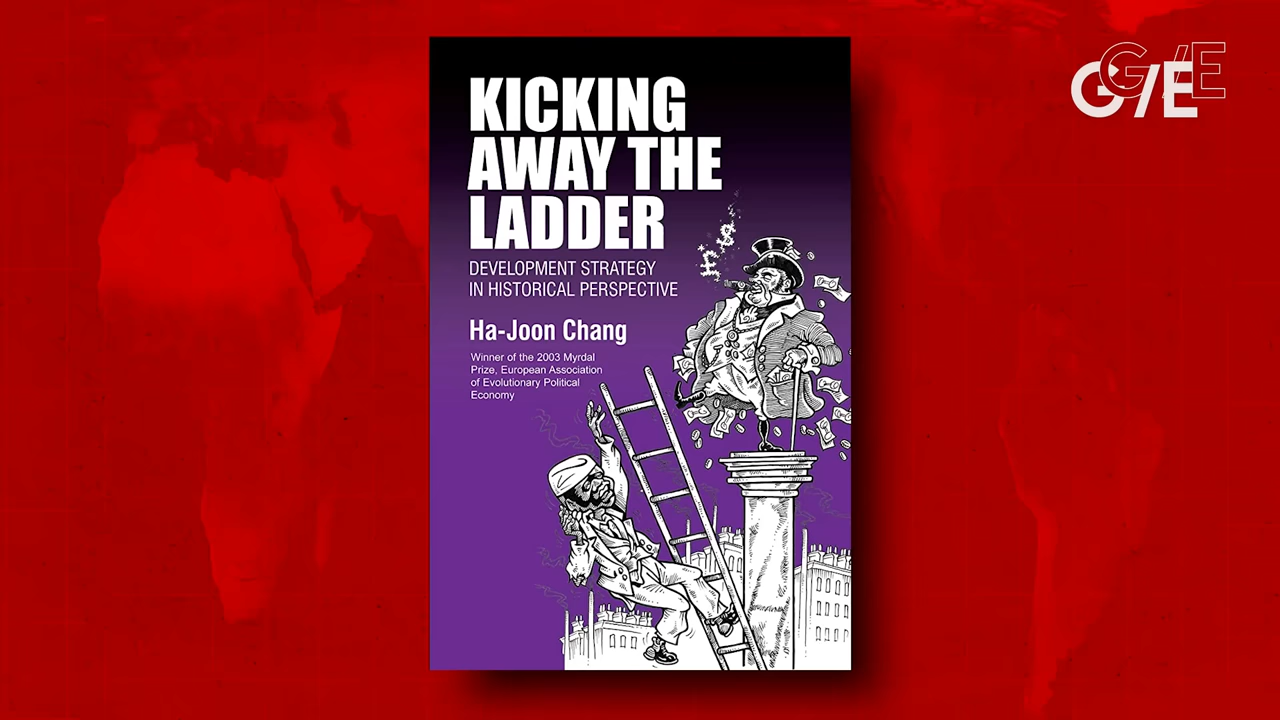 KICKING
AWAY THE
LADDER
DEVELOPMENT STRATEGY
IN HISTORICAL PERSPECTIVE
Ha-Joon Chang
Winner of the 2003 Myrdal
Prize, European Association
of Evolutionary Political
Economy
G/E
G/E
$
£